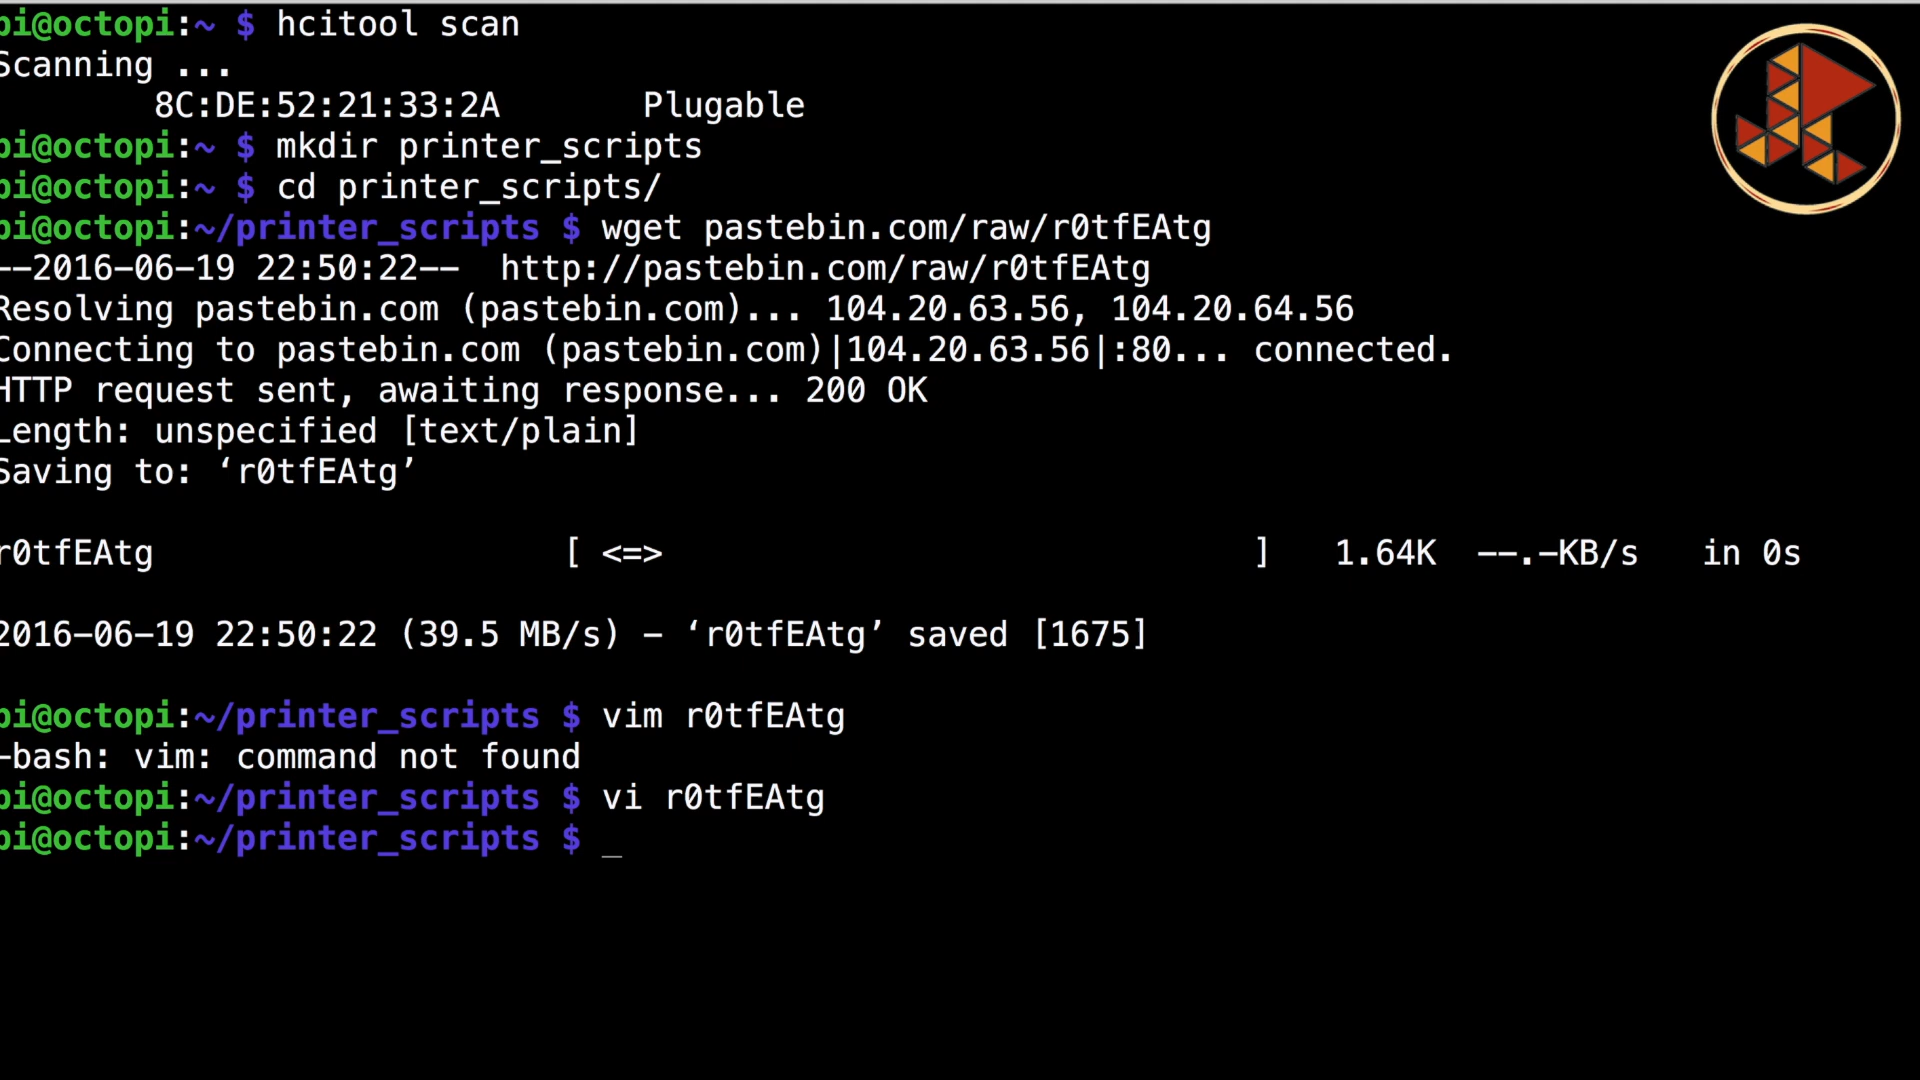 pi@octopi:~ $ hcitool scan
Scanning ...
8C:DE:52:21:33:2A Plugable
pi@octopi:~ $ mkdir printer_scripts
pi@octopi:~ $ cd printer_scripts/
pi@octopi:~/printer_scripts $ wget pastebin.com/raw/r0tfEAtg
--2016-06-19 22:50:22-- http://pastebin.com/raw/r0tfEAtg
Resolving pastebin.com (pastebin.com)... 104.20.63.56, 104.20.64.56
Connecting to pastebin.com (pastebin.com)|104.20.63.56|:80... connected.
HTTP request sent, awaiting response... 200 OK
Length: unspecified [text/plain]
Saving to: ‘r0tfEAtg’
r0tfEAtg [ <=> ] 1.64K --.-KB/s in 0s
2016-06-19 22:50:22 (39.5 MB/s) - ‘r0tfEAtg’ saved [1675]
pi@octopi:~/printer_scripts $ vim r0tfEAtg
-bash: vim: command not found
pi@octopi:~/printer_scripts $ vi r0tfEAtg
pi@octopi:~/printer_scripts $ _